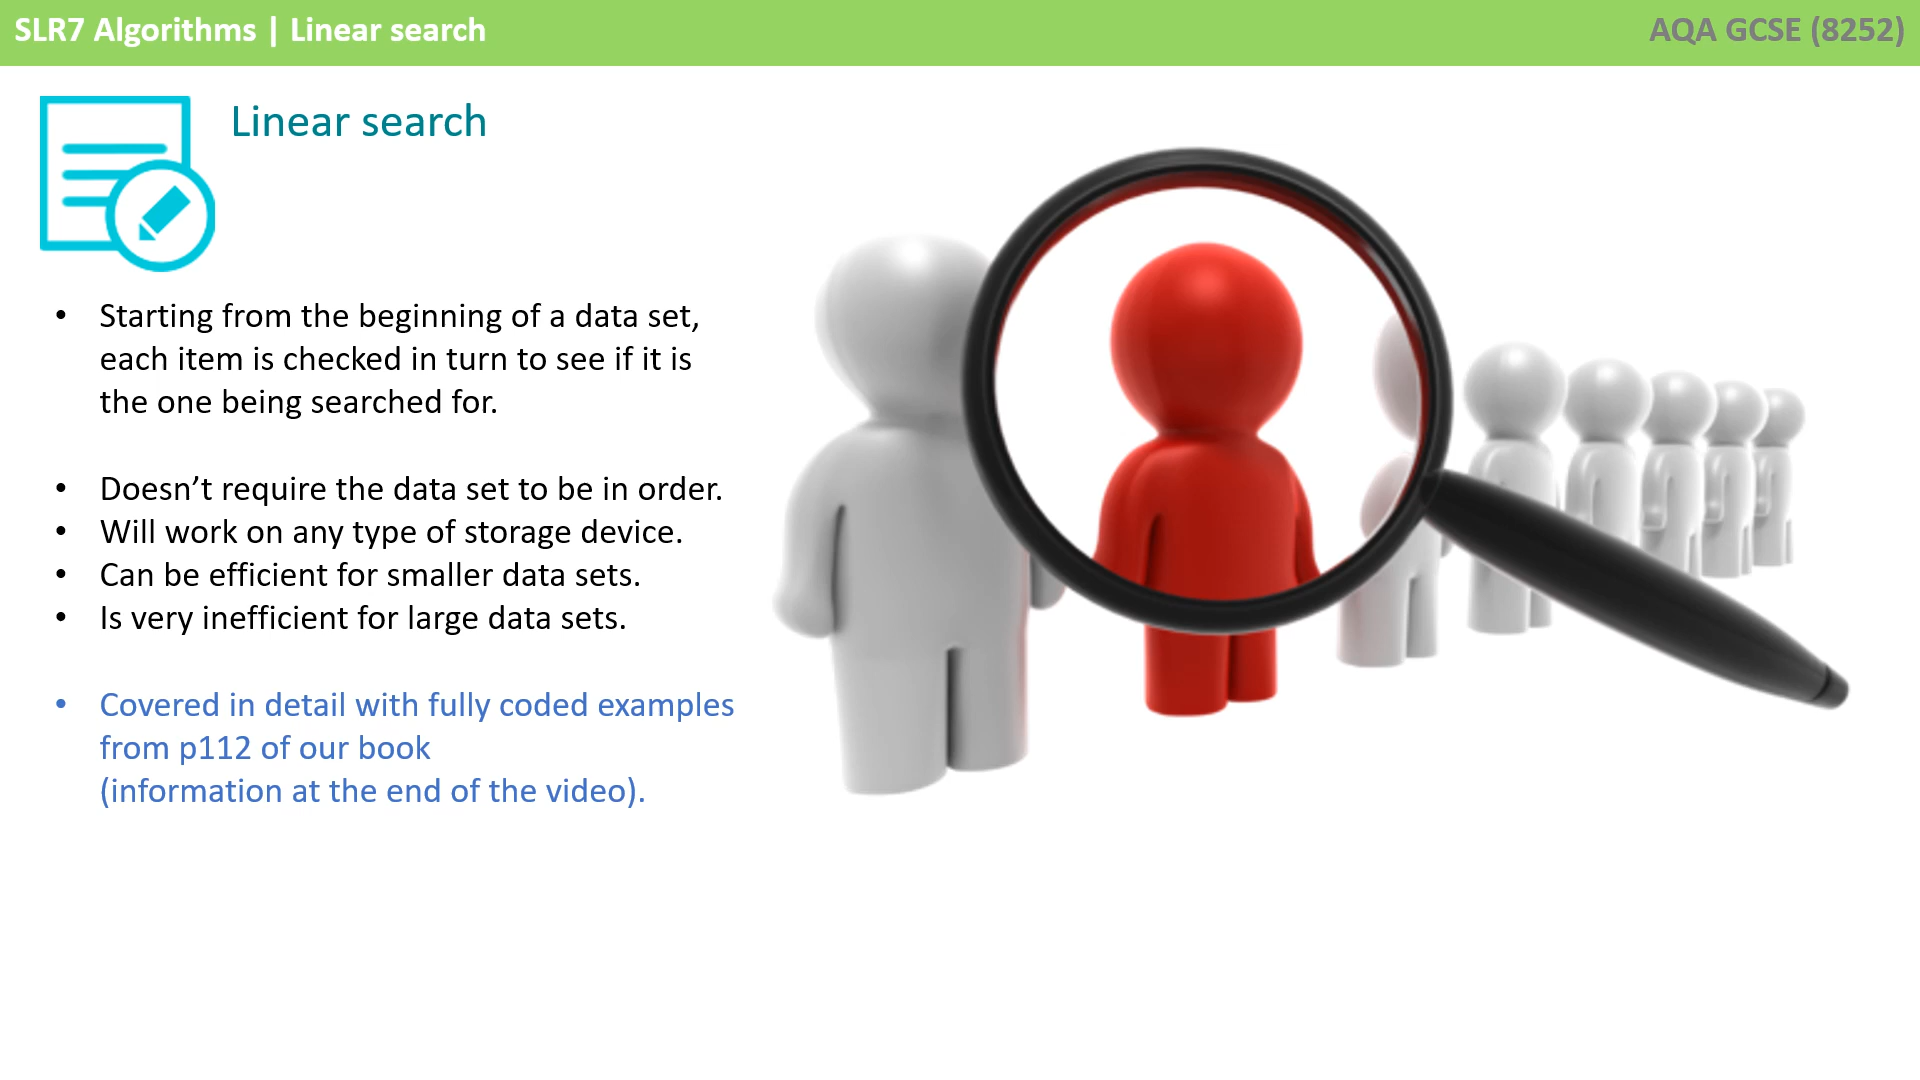 SLR7 Algorithms | Linear search
AQA GCSE (8252)
Linear search
• Starting from the beginning of a data set,
each item is checked in turn to see if it is
the one being searched for.
• Doesn’t require the data set to be in order.
• Will work on any type of storage device.
• Can be efficient for smaller data sets.
• Is very inefficient for large data sets.
• Covered in detail with fully coded examples
from p112 of our book
(information at the end of the video).